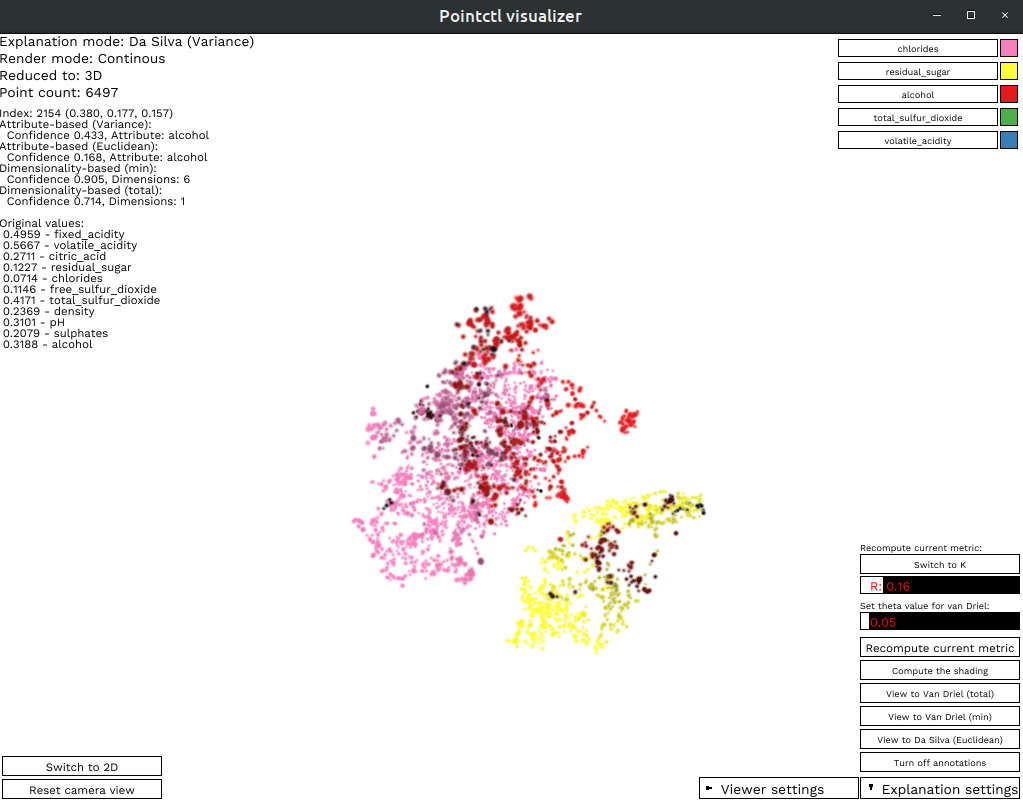 Pointctl visualizer
Explanation mode: Da Silva (Variance)
Render mode: Continous
Reduced to: 3D
Point count: 6497
Index: 2154 (0.380, 0.177, 0.157)
Attribute-based (Variance):
Confidence 0.433, Attribute: alcohol
Attribute-based (Euclidean):
Confidence 0.168, Attribute: alcohol
Dimensionality-based (min):
Confidence 0.905, Dimensions: 6
Dimensionality-based (total):
Confidence 0.714, Dimensions: 1
Original values:
0.4959 - fixed_acidity
0.5667 - volatile_acidity
0.2711 - citric_acid
0.1227 - residual_sugar
0.0714 - chlorides
0.1146 - free_sulfur_dioxide
0.4171 - total_sulfur_dioxide
0.2369 - density
0.3101 - pH
0.2079 - sulphates
0.3188 - alcohol
chlorides
residual_sugar
alcohol
total_sulfur_dioxide
volatile_acidity
Recompute current metric:
Switch to K
R: 0.16
Set theta value for van Driel:
0.06
Recompute current metric
Compute the shading
View to Van Driel (total)
View to Van Driel (min)
View to Da Silva (Euclidean)
Turn off annotations
Switch to 2D
Reset camera view
Viewer settings
Explanation settings